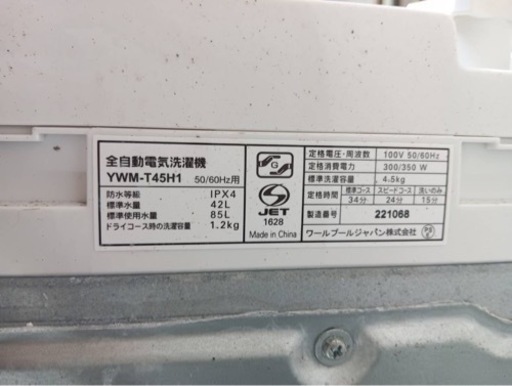 全自動電気洗濯機
YWM-T45H1 50/60Hz用
防水等級 IPX4
標準水量 42L
標準使用水量 85L
ドライコース時の洗濯容量 1.2kg
G
JET
1628
Made in China
定格電圧・周波数 100V 50/60Hz
定格消費電力 300/350 W
標準洗濯容量 4.5kg
定格時間 標準コース スピードコース 洗いのみ
34分 24分 15分
製造番号 221068
ワールプールジャパン株式会社